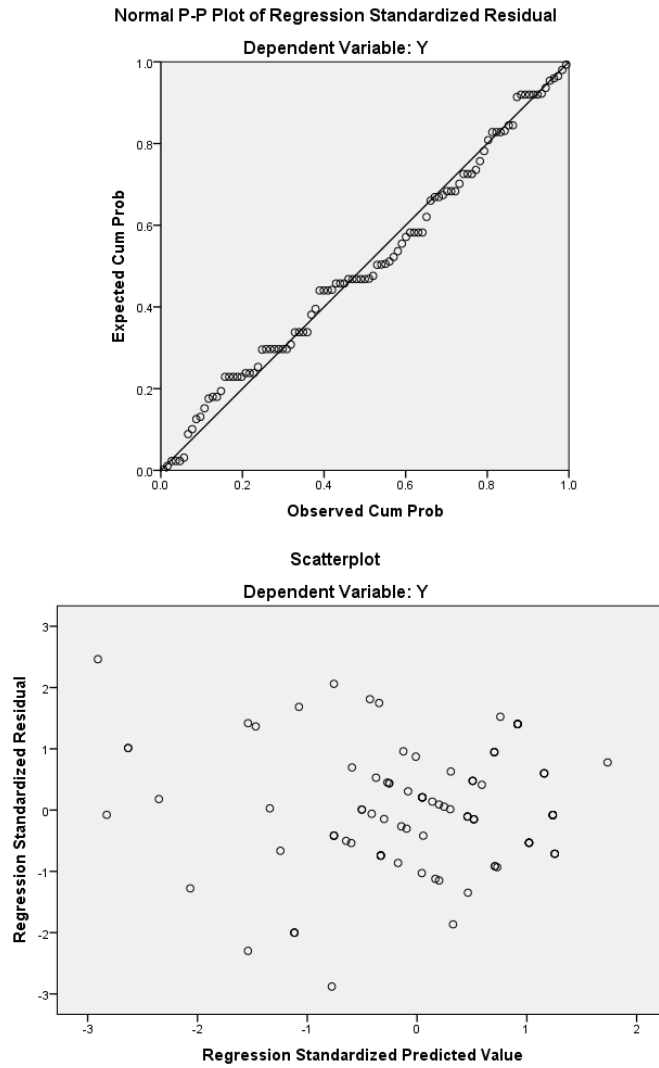 Normal P-P Plot of Regression Standardized Residual
Dependent Variable: Y
Expected Cum Prob
1.0
0.8
0.6
0.4
0.2
0.0
0.0 0.2 0.4 0.6 0.8 1.0
Observed Cum Prob
Scatterplot
Dependent Variable: Y
Regression Standardized Residual
3
2
1
0
-1
-2
-3
-3 -2 -1 0 1 2
Regression Standardized Predicted Value